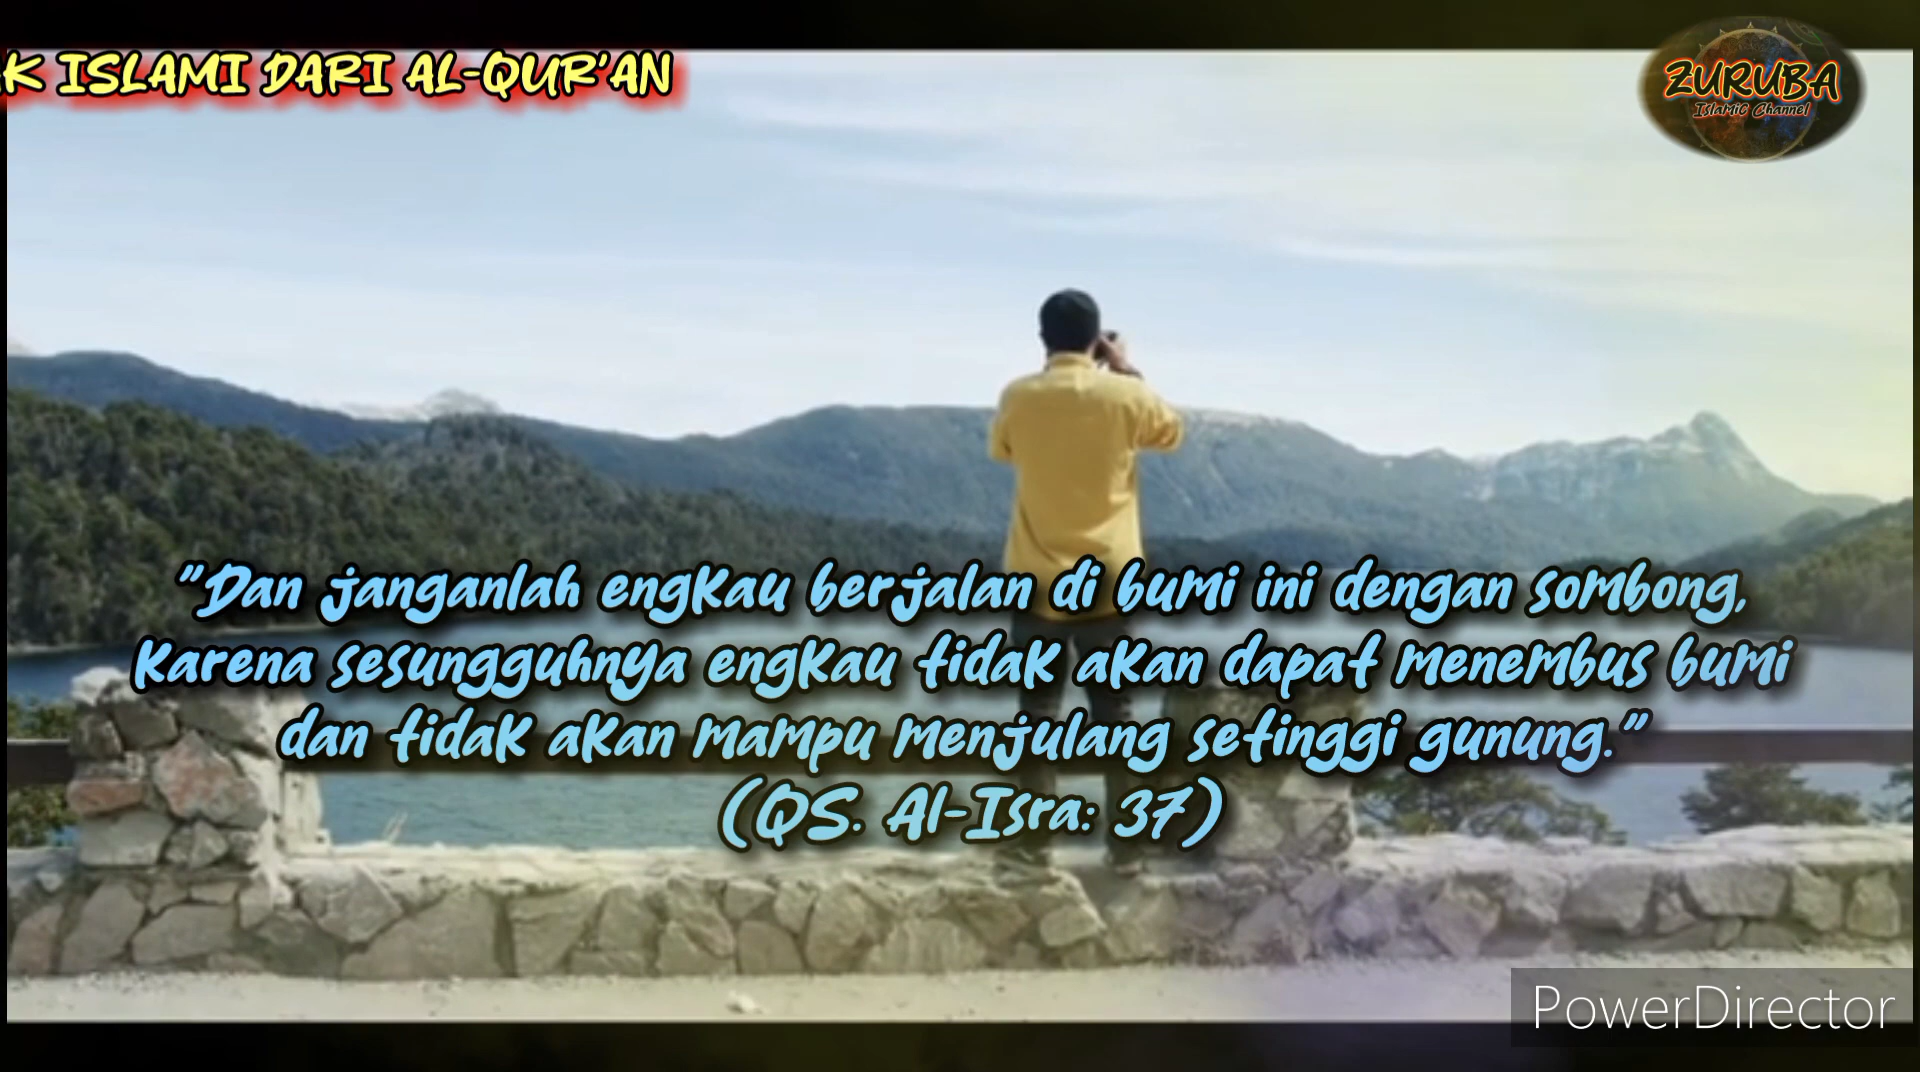 K ISLAMI DARI AL-QUR'AN
ZURUBA
Islamic Channel
"Dan janganlah engkau berjalan di bumi ini dengan sombong,
karena sesungguhnya engkau tidak akan dapat menembus bumi
dan tidak akan mampu menjulang setinggi gunung."
(QS. Al-Isra: 37)
PowerDirector